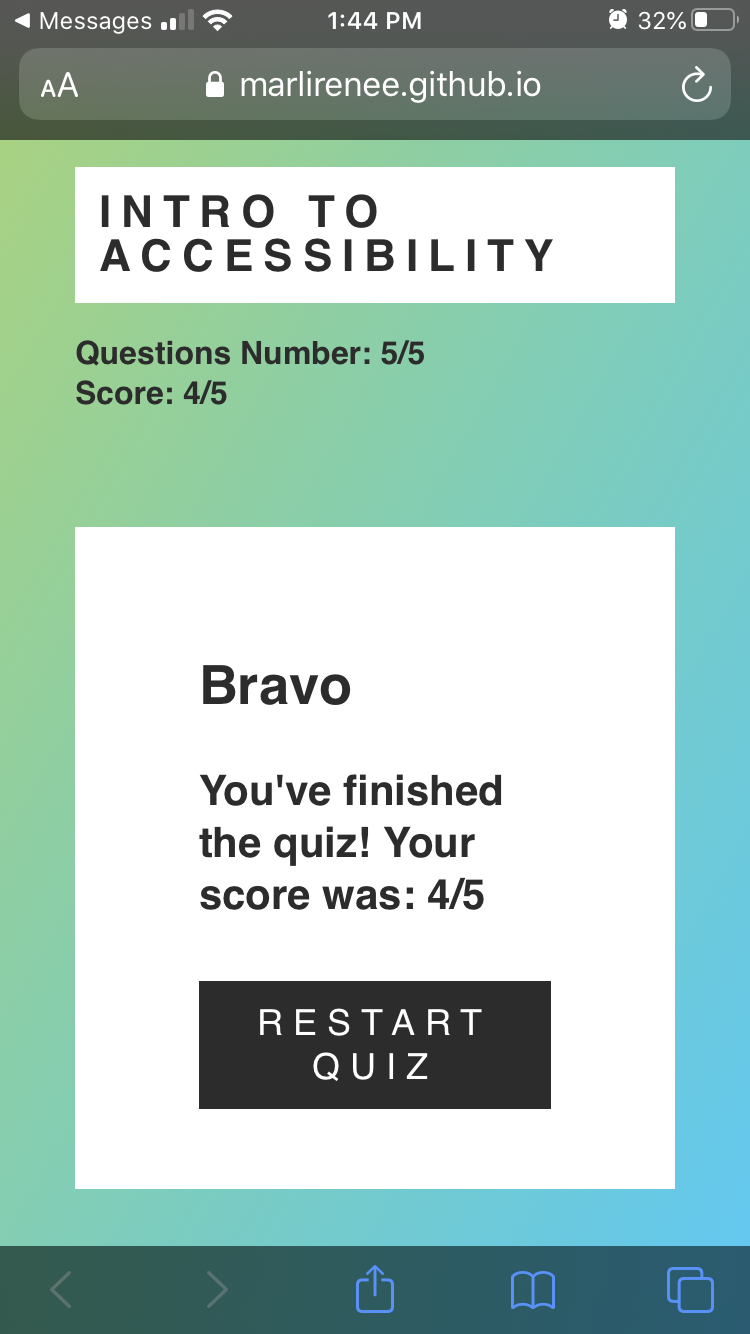 Messages 1:44 PM 32%
AA marlirenee.github.io
INTRO TO
ACCESSIBILITY
Questions Number: 5/5
Score: 4/5
Bravo
You've finished
the quiz! Your
score was: 4/5
RESTART
QUIZ